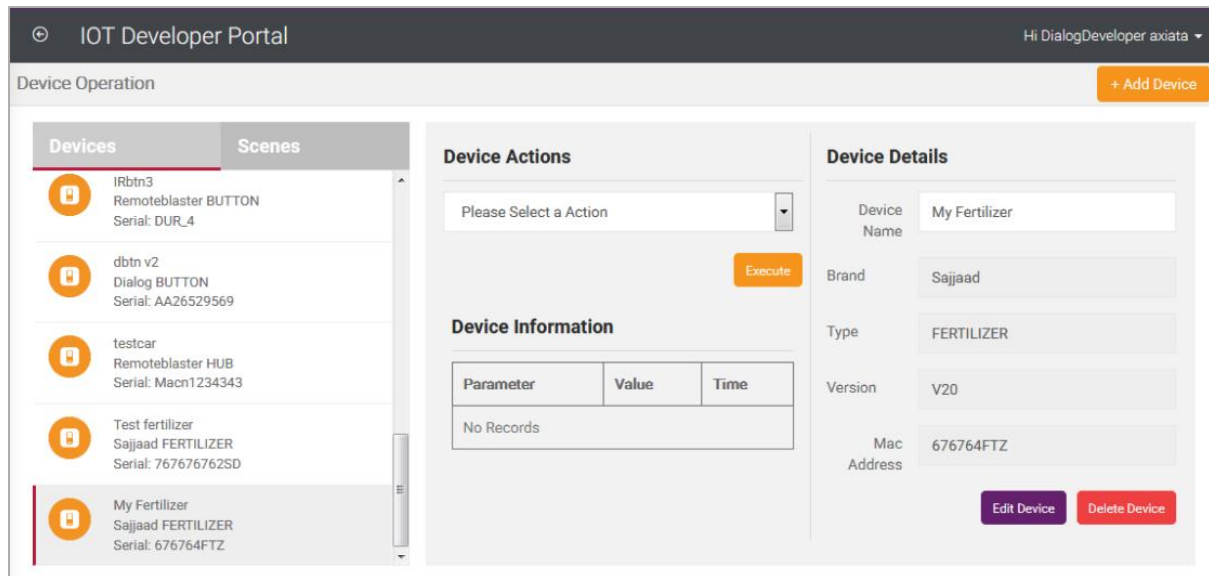 IOT Developer Portal
Hi DialogDeveloper axiata
Device Operation
+ Add Device
Devices
Scenes
IRbtn3
Remoteblaster BUTTON
Serial: DUR_4
dbtn v2
Dialog BUTTON
Serial: AA26529569
testcar
Remoteblaster HUB
Serial: Macn1234343
Test fertilizer
Sajjaad FERTILIZER
Serial: 767676762SD
My Fertilizer
Sajjaad FERTILIZER
Serial: 676764FTZ
Device Actions
Please Select a Action
Execute
Device Information
Parameter Value Time
No Records
Device Details
Device
Name
My Fertilizer
Brand
Sajjaad
Type
FERTILIZER
Version
V20
Mac
Address
676764FTZ
Edit Device
Delete Device